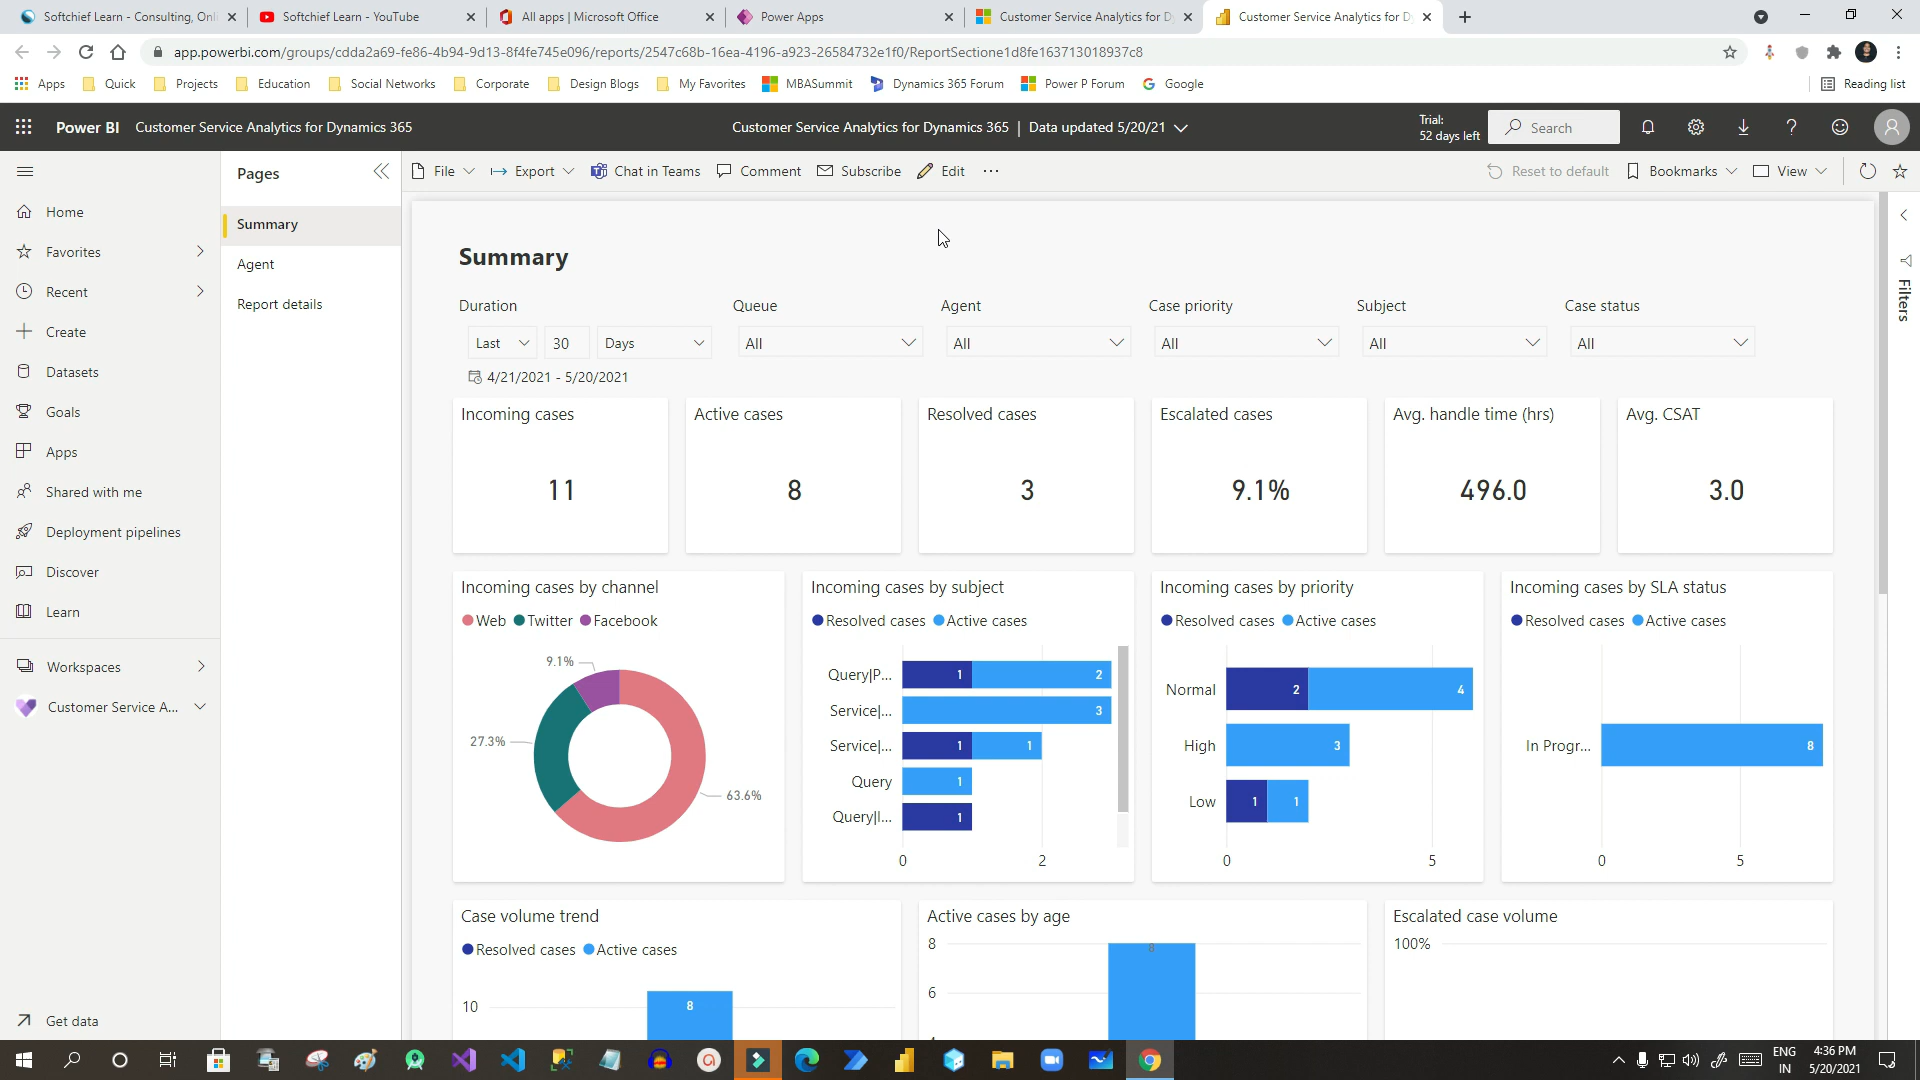 Softchief Learn - Consulting, Onli
Softchief Learn - YouTube
All apps | Microsoft Office
Power Apps
Customer Service Analytics for D
Customer Service Analytics for D
app.powerbi.com/groups/cdda2a69-fe86-4b94-9d13-8f4fe745e096/reports/2547c68b-16ea-4196-a923-26584732e1f0/ReportSectione1d8fe163713018937c8
Apps
Quick
Projects
Education
Social Networks
Corporate
Design Blogs
My Favorites
MBASummit
Dynamics 365 Forum
Power P Forum
Google
Reading list
Power BI
Customer Service Analytics for Dynamics 365
Customer Service Analytics for Dynamics 365 | Data updated 5/20/21
Trial:
52 days left
Search
Home
Favorites
Recent
Create
Datasets
Goals
Apps
Shared with me
Deployment pipelines
Discover
Learn
Workspaces
Customer Service A...
Get data
Pages
Summary
Agent
Report details
File
Export
Chat in Teams
Comment
Subscribe
Edit
Reset to default
Bookmarks
View
Filters
Summary
Duration
Last
30
Days
4/21/2021 - 5/20/2021
Queue
All
Agent
All
Case priority
All
Subject
All
Case status
All
Incoming cases
11
Active cases
8
Resolved cases
3
Escalated cases
9.1%
Avg. handle time (hrs)
496.0
Avg. CSAT
3.0
Incoming cases by channel
Web Twitter Facebook
9.1%
27.3%
63.6%
Incoming cases by subject
Resolved cases Active cases
Query|P... 1 2
Service|... 3
Service|... 1 1
Query 1
Query|I... 1
0 2
Incoming cases by priority
Resolved cases Active cases
Normal 2 4
High 3
Low 1 1
0 5
Incoming cases by SLA status
Resolved cases Active cases
In Progr... 8
0 5
Case volume trend
Resolved cases Active cases
10
8
Active cases by age
8
8
6
Escalated case volume
100%
ENG
IN
4:36 PM
5/20/2021